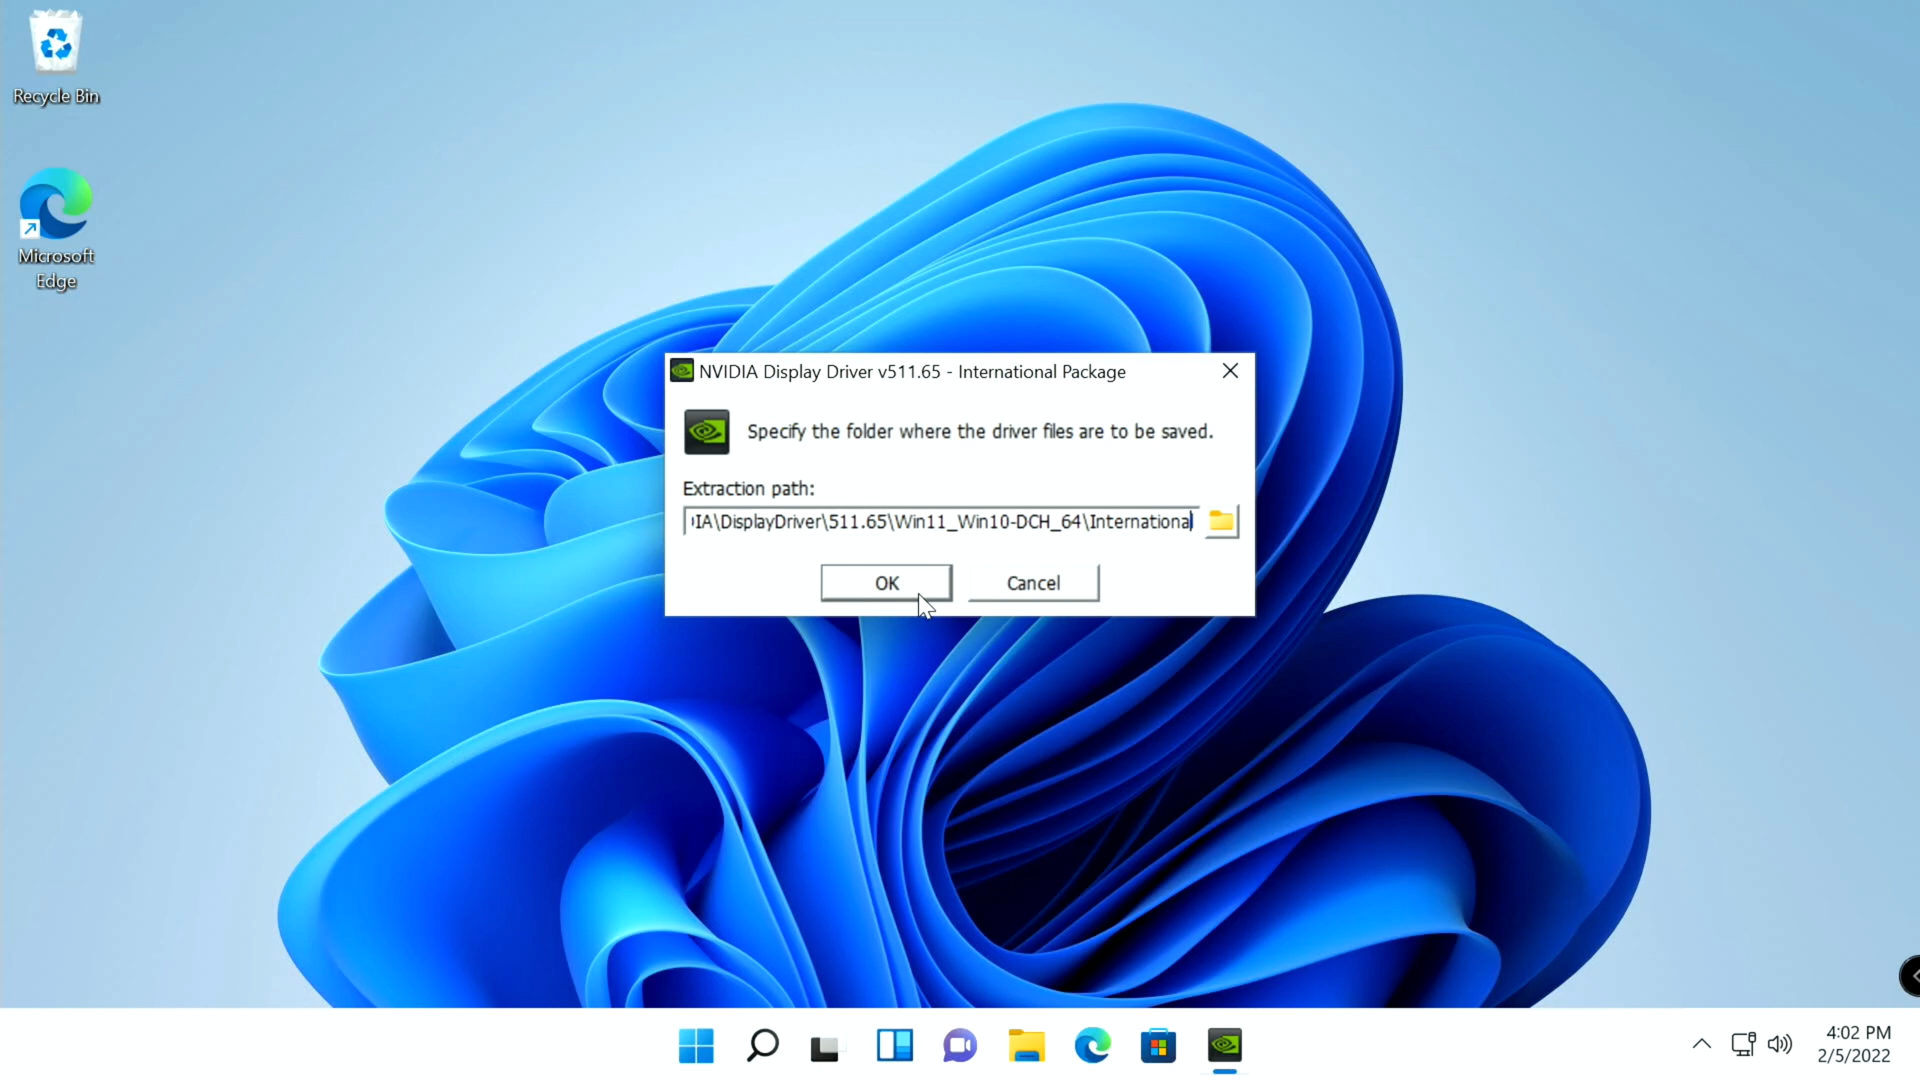 Recycle Bin
Microsoft
Edge
NVIDIA Display Driver v511.65 - International Package
Specify the folder where the driver files are to be saved.
Extraction path:
IA\DisplayDriver\511.65\Win11_Win10-DCH_64\International
OK
Cancel
4:02 PM
2/5/2022